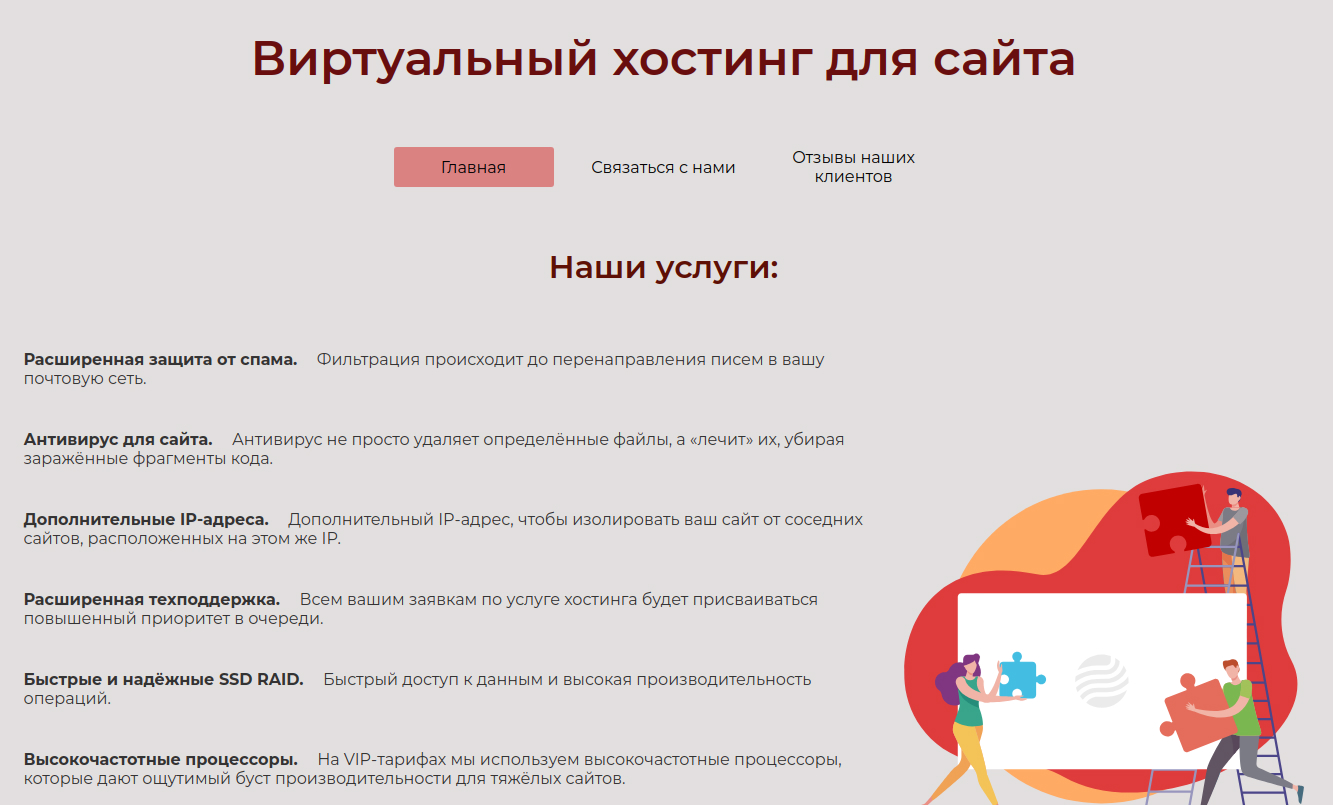 Виртуальный хостинг для сайта
Главная
Связаться с нами
Отзывы наших
клиентов
Наши услуги:
Расширенная защита от спама. Фильтрация происходит до перенаправления писем в вашу
почтовую сеть.
Антивирус для сайта. Антивирус не просто удаляет определённые файлы, а «лечит» их, убирая
заражённые фрагменты кода.
Дополнительные IP-адреса. Дополнительный IP-адрес, чтобы изолировать ваш сайт от соседних
сайтов, расположенных на этом же IP.
Расширенная техподдержка. Всем вашим заявкам по услуге хостинга будет присваиваться
повышенный приоритет в очереди.
Быстрые и надёжные SSD RAID. Быстрый доступ к данным и высокая производительность
операций.
Высокочастотные процессоры. На VIP-тарифах мы используем высокочастотные процессоры,
которые дают ощутимый буст производительности для тяжёлых сайтов.